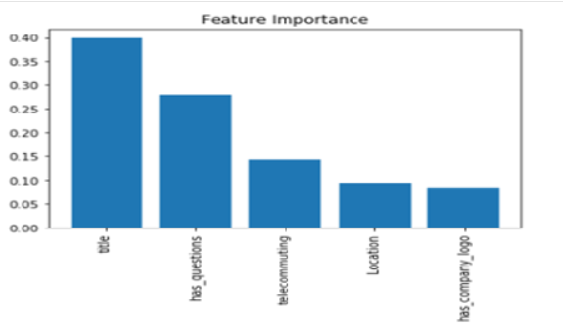 Feature Importance
0.40
0.35
0.30
0.25
0.20
0.15
0.10
0.05
0.00
title
has_questions
telecommuting
Location
has_company_logo